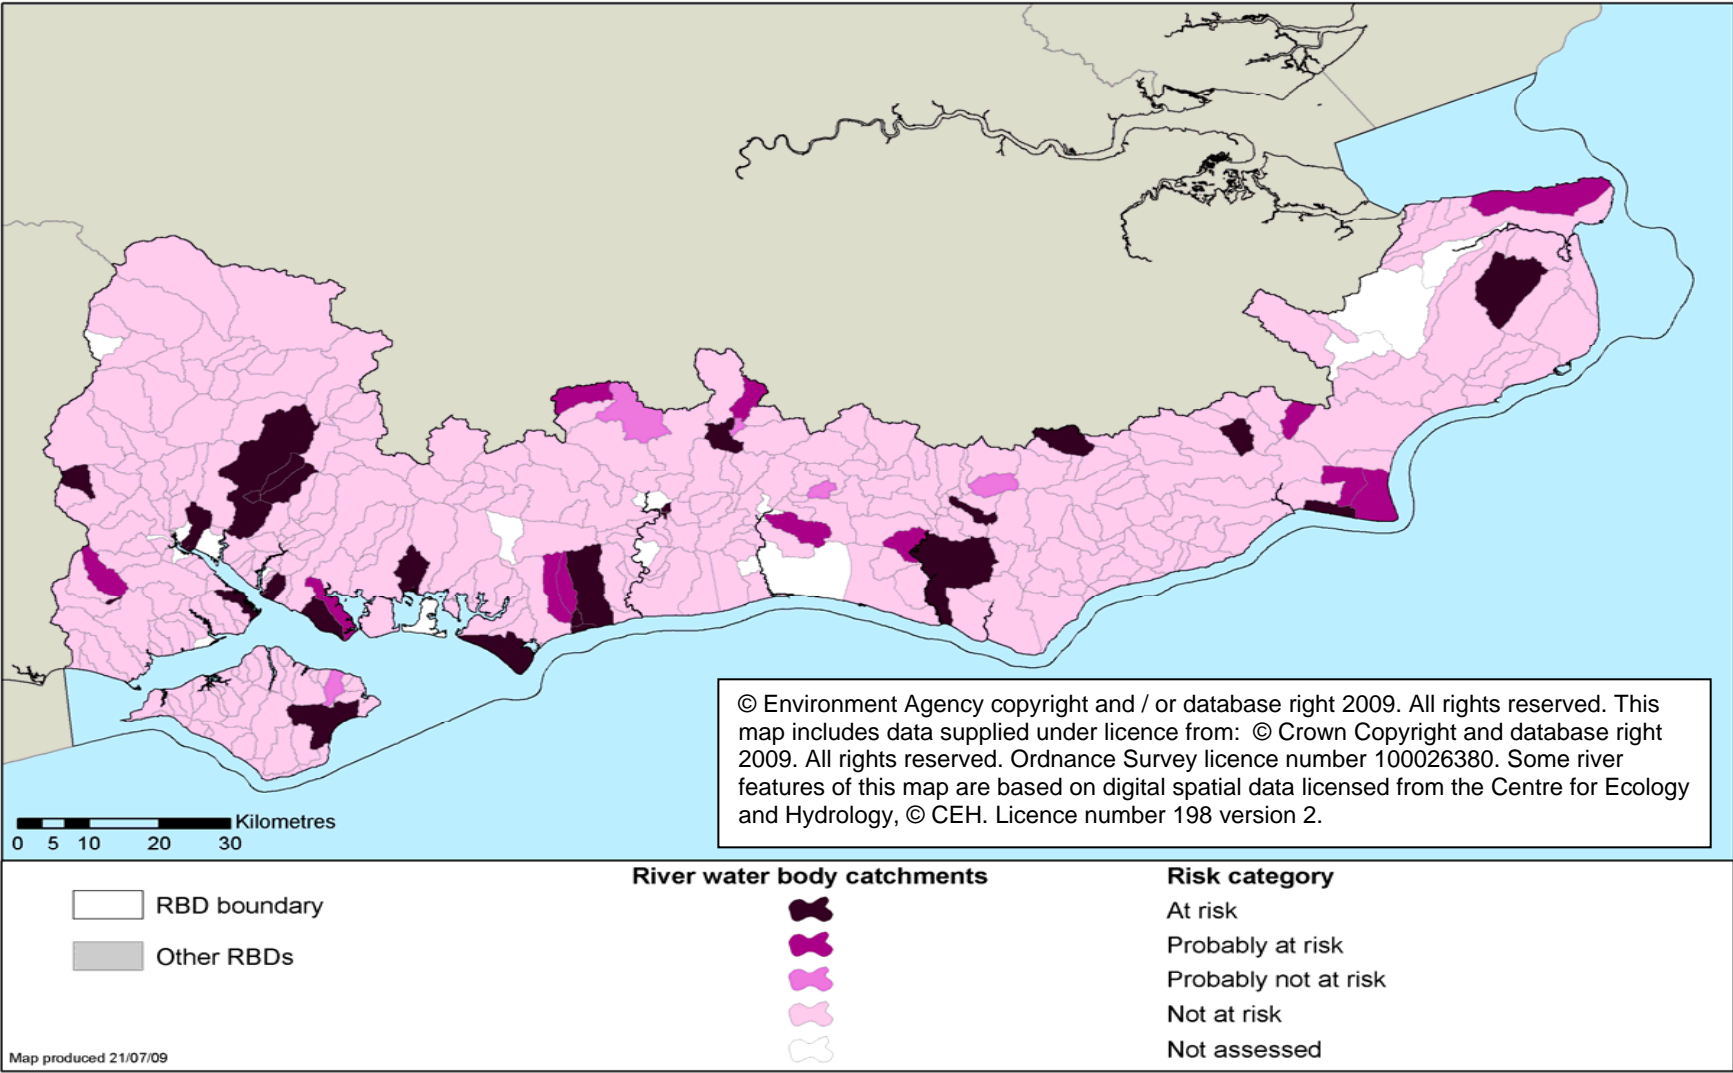 © Environment Agency copyright and / or database right 2009. All rights reserved. This
map includes data supplied under licence from: © Crown Copyright and database right
2009. All rights reserved. Ordnance Survey licence number 100026380. Some river
features of this map are based on digital spatial data licensed from the Centre for Ecology
and Hydrology, © CEH. Licence number 198 version 2.
Kilometres
0 5 10 20 30
River water body catchments
Risk category
RBD boundary
At risk
Other RBDs
Probably at risk
Probably not at risk
Not at risk
Not assessed
Map produced 21/07/09